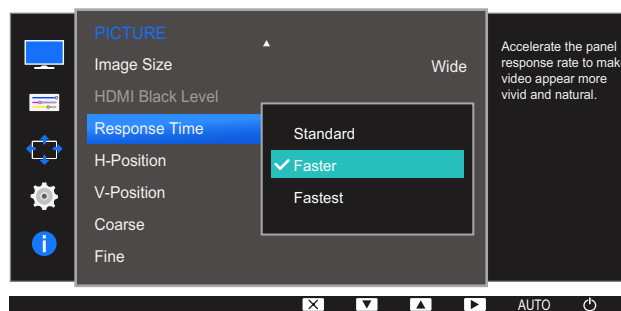 PICTURE
Image Size
Wide
HDMI Black Level
Response Time
H-Position
V-Position
Coarse
Fine
Standard
Faster
Fastest
Accelerate the panel
response rate to mak
video appear more
vivid and natural.
AUTO